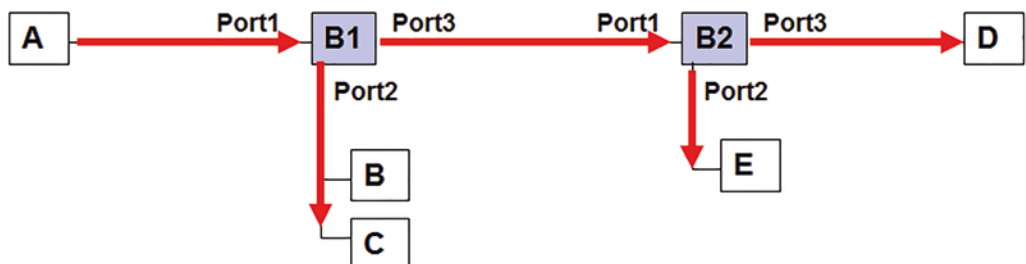 A Port1 B1 Port3 Port1 B2 Port3 D
Port2 Port2
B E
C